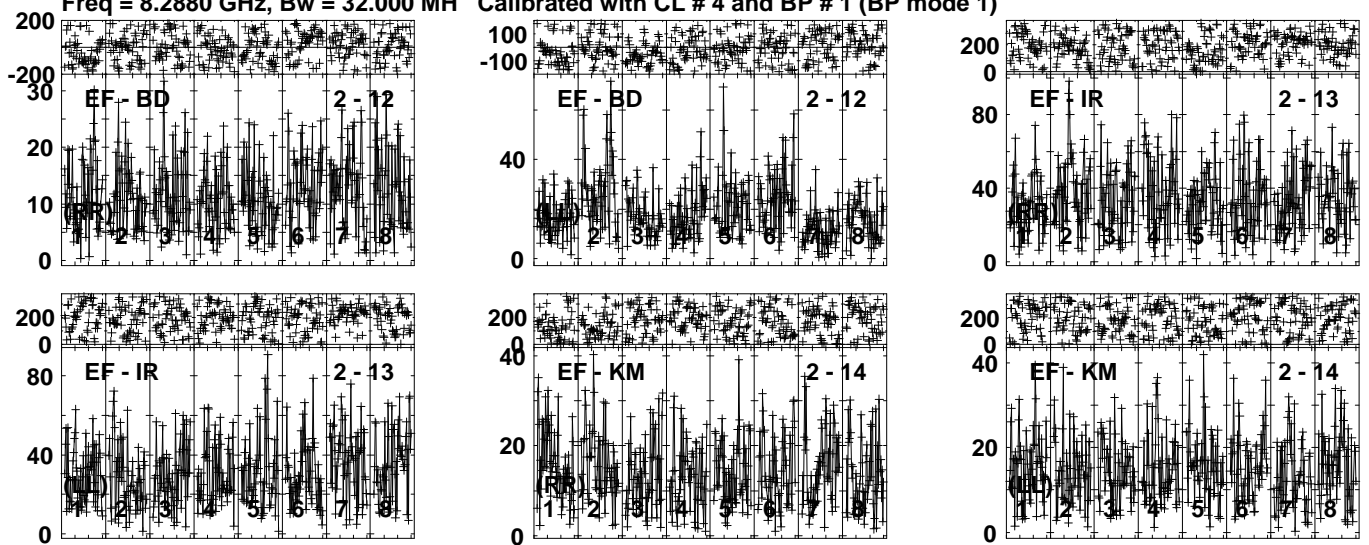 Freq = 8.2880 GHz, Bw = 32.000 MH Calibrated with CL # 4 and BP # 1 (BP mode 1)
200
-200
30
20
10
0
EF - BD 2 - 12
(RR)
1 2 3 4 5 6 7 8
100
-100
40
0
EF - BD 2 - 12
(LL)
1 2 3 4 5 6 7 8
200
0
80
40
0
EF - IR 2 - 13
(RR)
1 2 3 4 5 6 7 8
200
0
80
40
0
EF - IR 2 - 13
(LL)
1 2 3 4 5 6 7 8
200
0
40
20
0
EF - KM 2 - 14
(RR)
1 2 3 4 5 6 7 8
200
0
40
20
0
EF - KM 2 - 14
(LL)
1 2 3 4 5 6 7 8